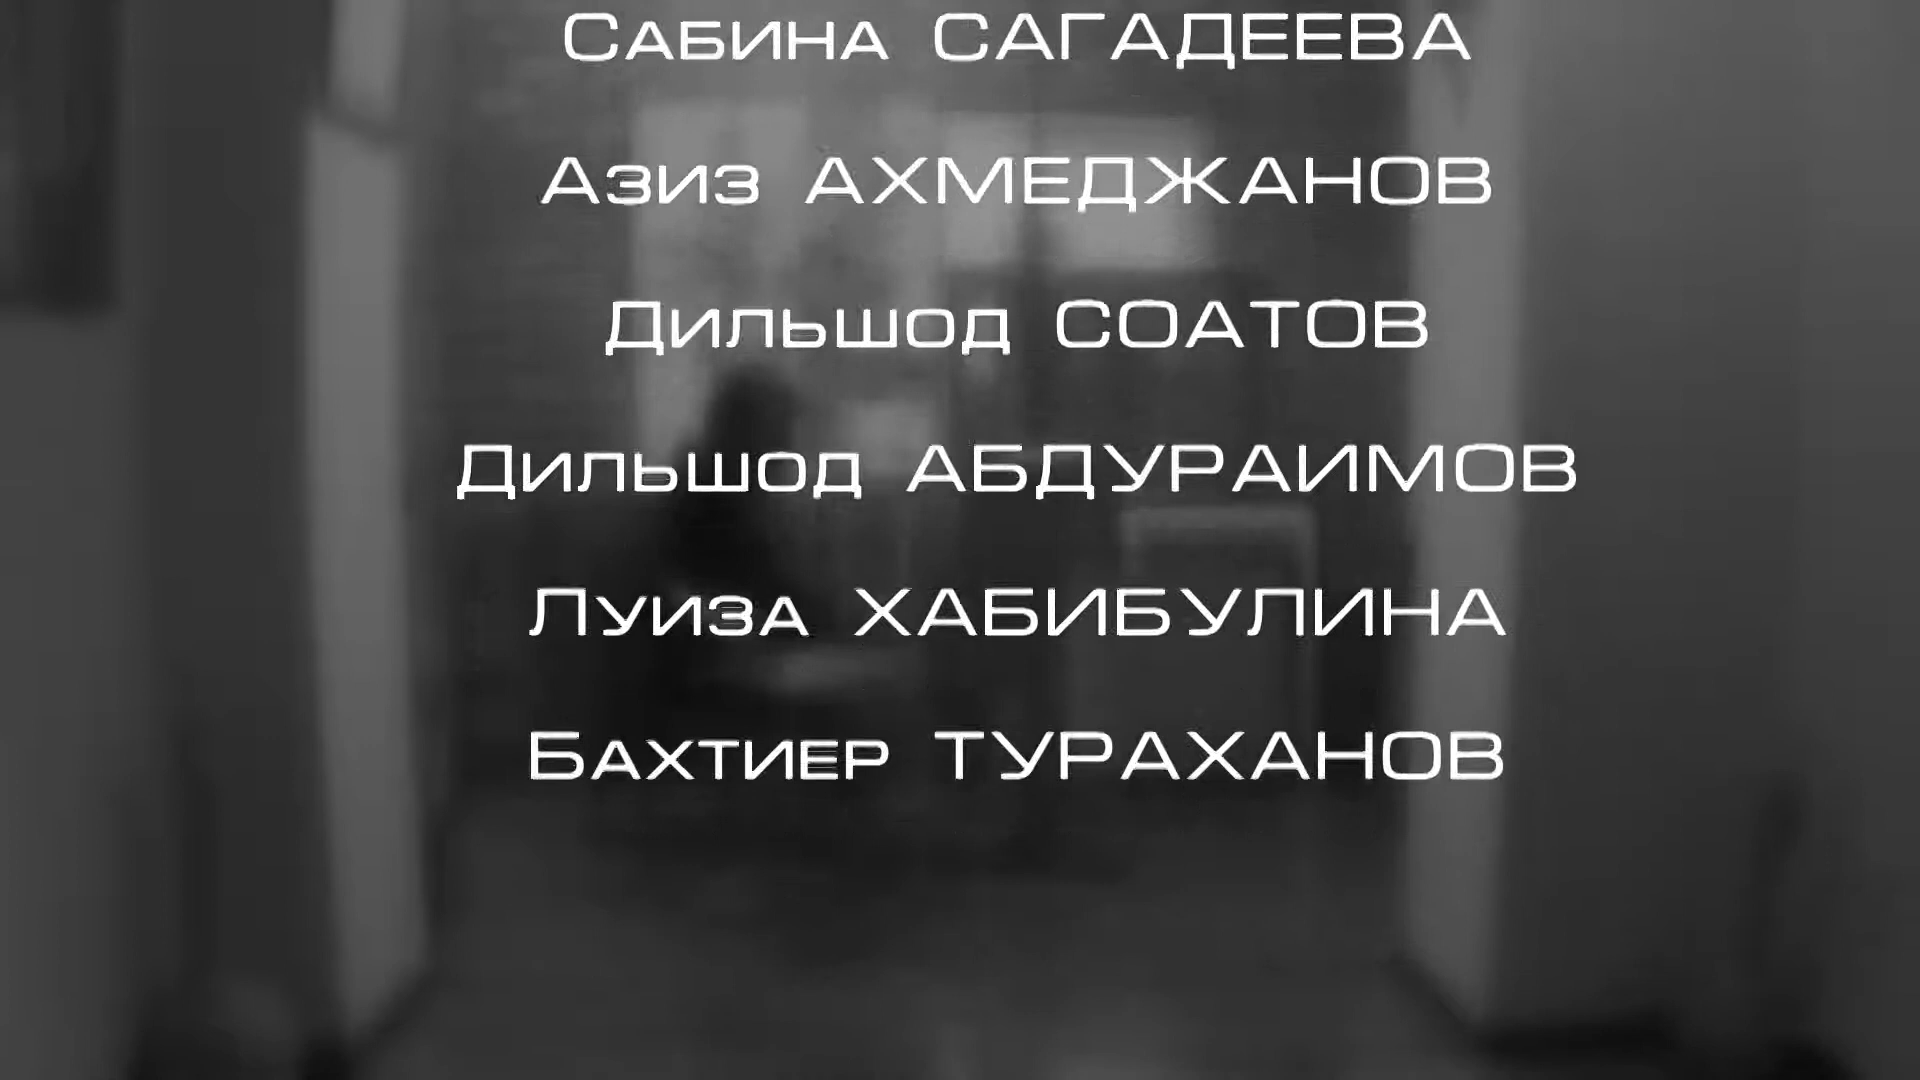 Сабина САГАДЕЕВА
Азиз АХМЕДЖАНОВ
Дильшод СОАТОВ
Дильшод АБДУРАИМОВ
Луиза ХАБИБУЛИНА
Бахтиер ТУРАХАНОВ